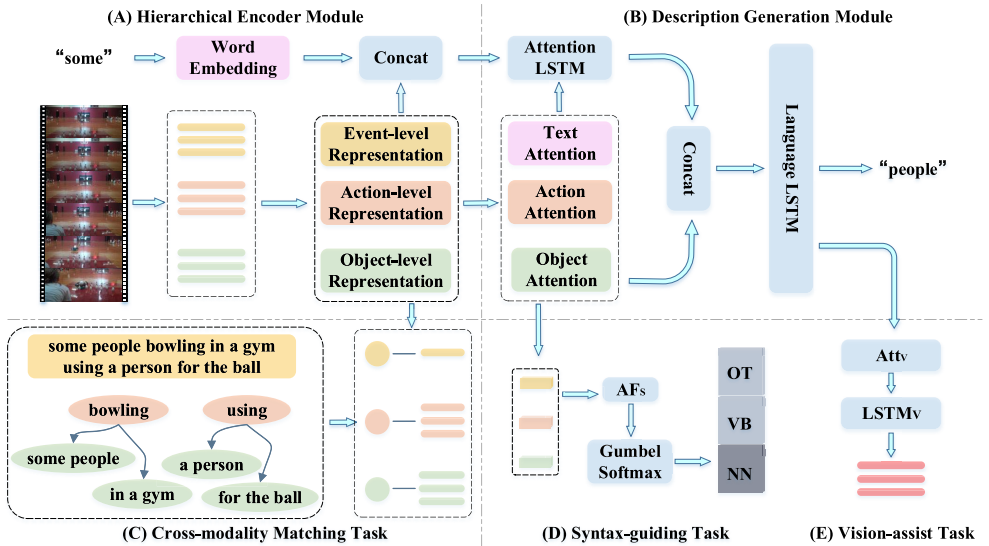 (A) Hierarchical Encoder Module
(B) Description Generation Module
“some”
Word
Embedding
Concat
Attention
LSTM
Event-level
Representation
Action-level
Representation
Object-level
Representation
Text
Attention
Action
Attention
Object
Attention
Concat
Language LSTM
“people”
some people bowling in a gym
using a person for the ball
bowling
using
some people
a person
in a gym
for the ball
AFs
Gumbel
Softmax
OT
VB
NN
Attv
LSTMv
(C) Cross-modality Matching Task
(D) Syntax-guiding Task
(E) Vision-assist Task